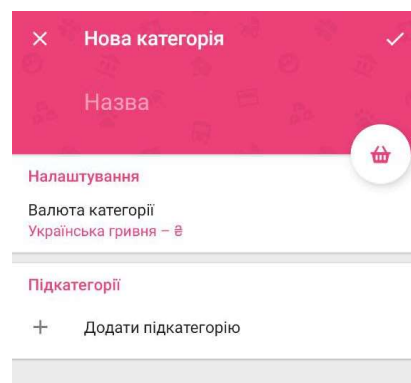 Нова категорія
Назва
Налаштування
Валюта категорії
Українська гривня – ₴
Підкатегорії
Додати підкатегорію